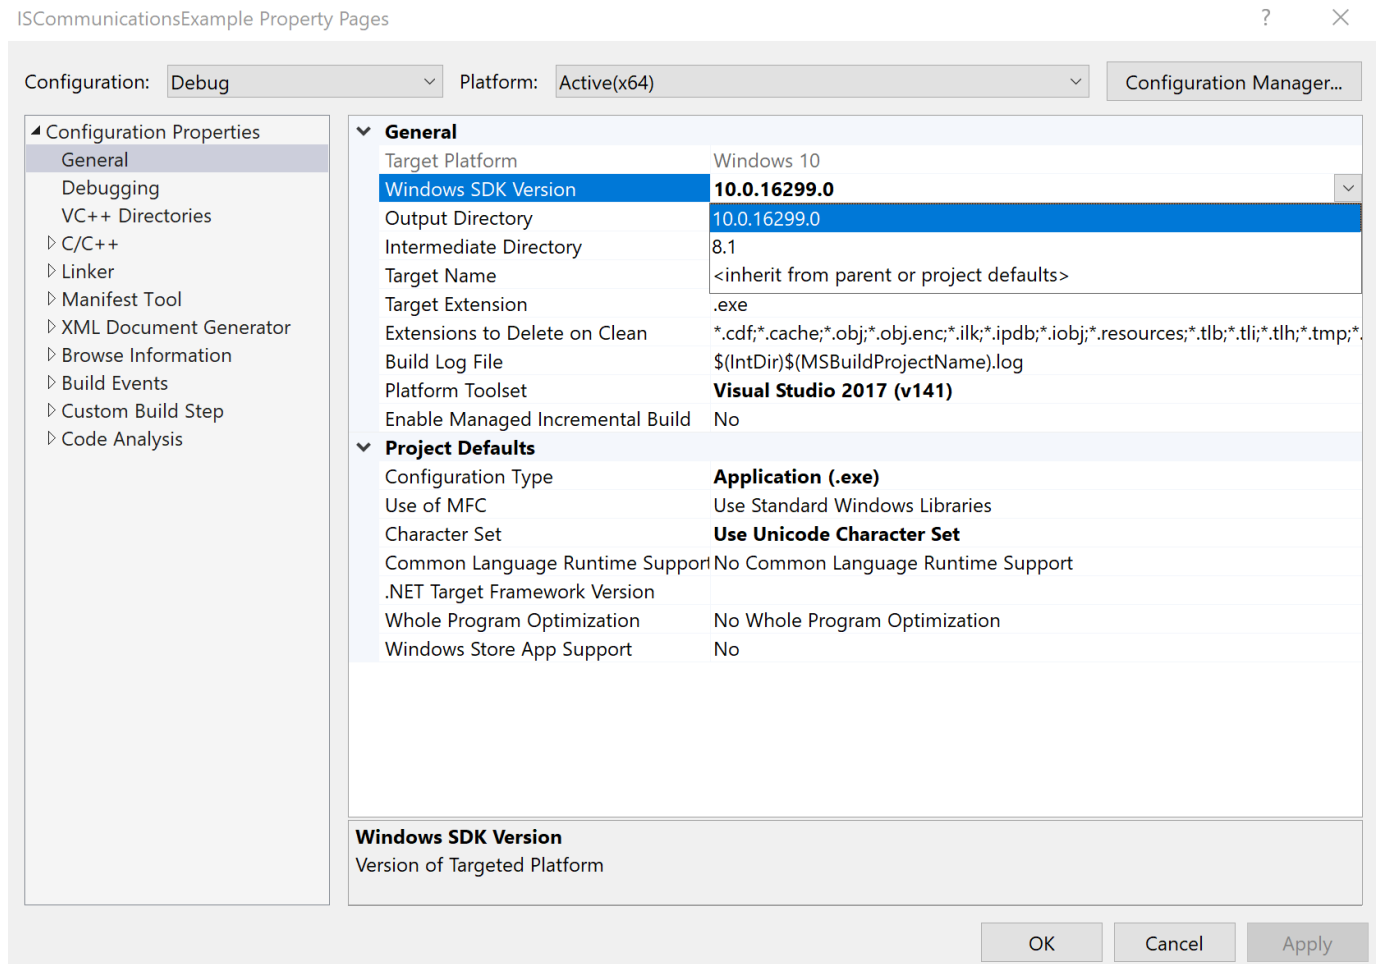 ISCommunicationsExample Property Pages ?
Configuration: Debug Platform: Active(x64) Configuration Manager...
Configuration Properties
General
Debugging
VC++ Directories
C/C++
Linker
Manifest Tool
XML Document Generator
Browse Information
Build Events
Custom Build Step
Code Analysis
General
Target Platform Windows 10
Windows SDK Version 10.0.16299.0
Output Directory 10.0.16299.0
Intermediate Directory 8.1
Target Name <inherit from parent or project defaults>
Target Extension .exe
Extensions to Delete on Clean *.cdf;*.cache;*.obj;*.obj.enc;*.ilk;*.ipdb;*.iobj;*.resources;*.tlb;*.tli;*.tlh;*.tmp;*.
Build Log File $(IntDir)$(MSBuildProjectName).log
Platform Toolset Visual Studio 2017 (v141)
Enable Managed Incremental Build No
Project Defaults
Configuration Type Application (.exe)
Use of MFC Use Standard Windows Libraries
Character Set Use Unicode Character Set
Common Language Runtime Support No Common Language Runtime Support
.NET Target Framework Version
Whole Program Optimization No Whole Program Optimization
Windows Store App Support No
Windows SDK Version
Version of Targeted Platform
OK Cancel Apply